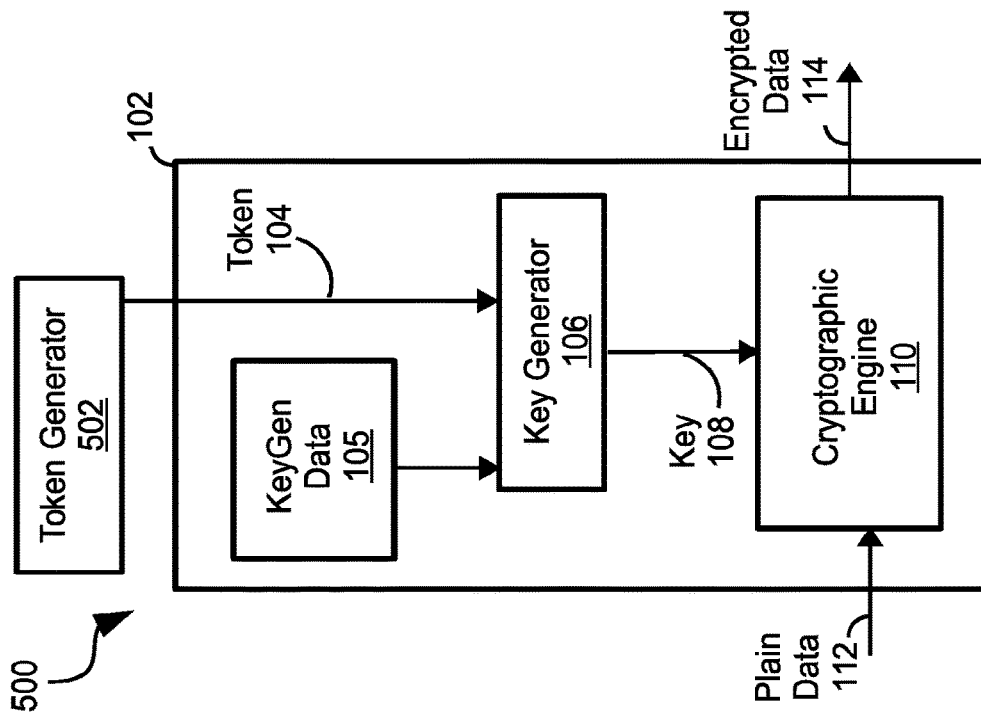 500
Token Generator
502
102
Token
104
KeyGen
Data
105
Key Generator
106
Key
108
Cryptographic
Engine
110
Plain
Data
112
Encrypted
Data
114